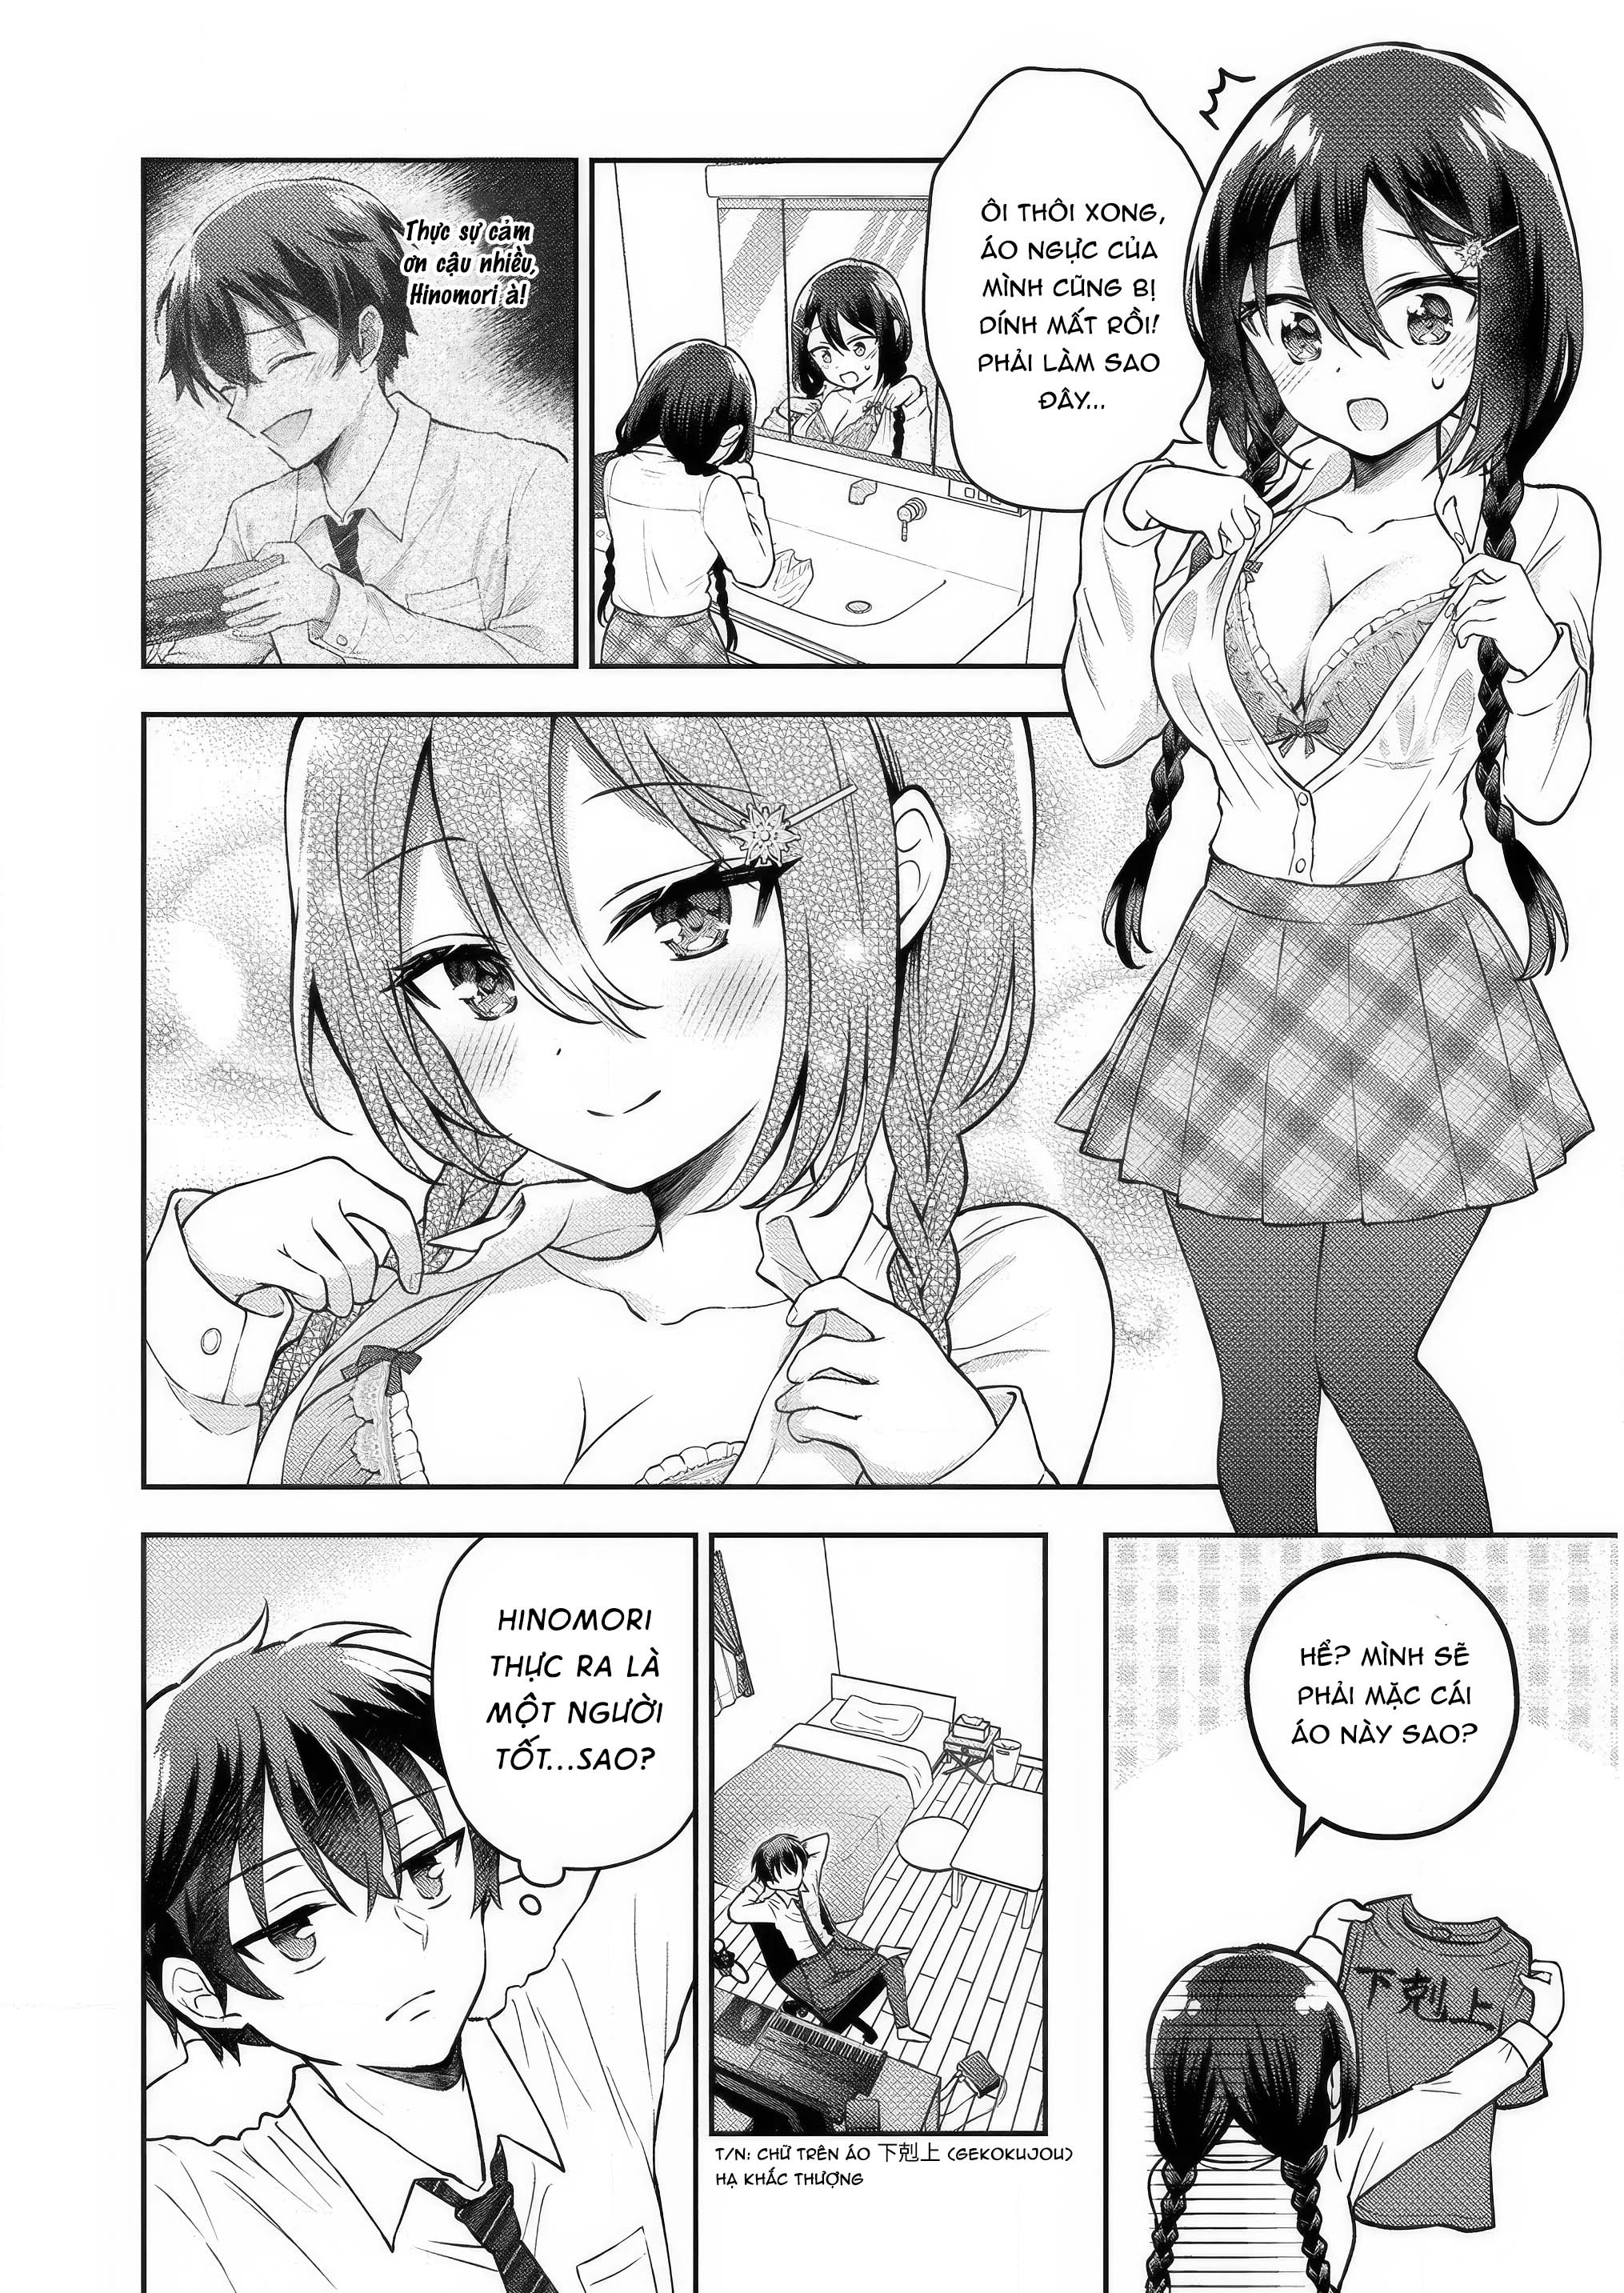 ÔI THÔI XONG,
ÁO NGỰC CỦA
MÌNH CŨNG BỊ
DÍNH MẤT RỒI!
PHẢI LÀM SAO
ĐÂY...
Thực sự cảm
ơn cậu nhiều,
Hinomori à!
HỂ? MÌNH SẼ
PHẢI MẶC CÁI
ÁO NÀY SAO?
下剋上
T/N: CHỮ TRÊN ÁO 下剋上 (GEKOKUJOU)
HẠ KHẮC THƯỢNG
HINOMORI
THỰC RA LÀ
MỘT NGƯỜI
TỐT...SAO?